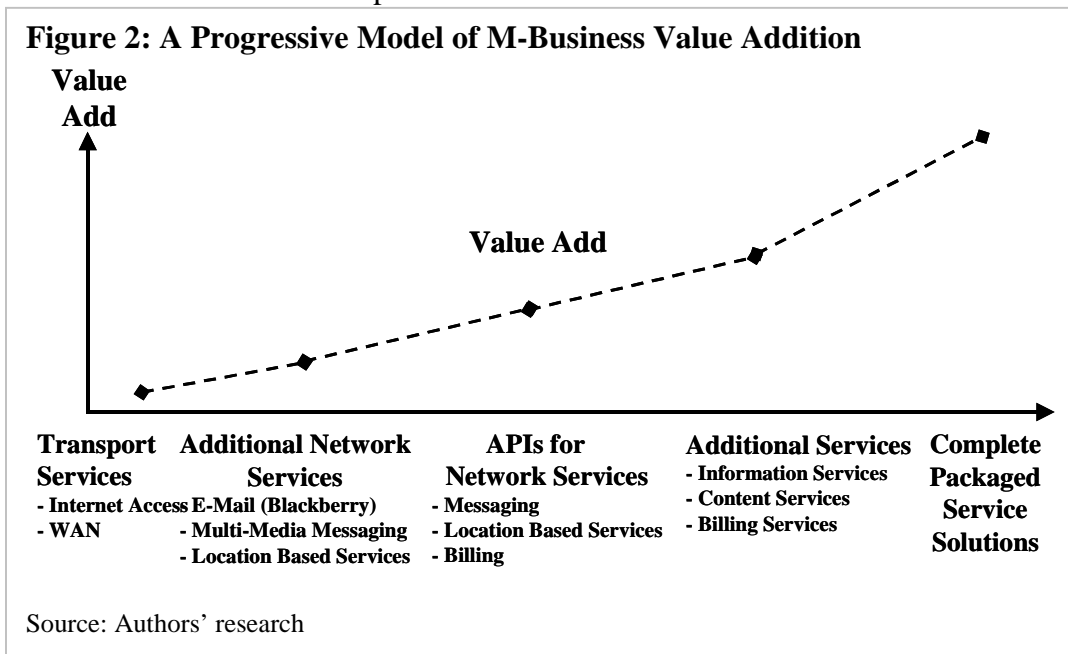 Figure 2: A Progressive Model of M-Business Value Addition
Value
Add
Value Add
Transport
Services
- Internet Access
- WAN
Additional Network
Services
E-Mail (Blackberry)
- Multi-Media Messaging
- Location Based Services
APIs for
Network Services
- Messaging
- Location Based Services
- Billing
Additional Services
- Information Services
- Content Services
- Billing Services
Complete
Packaged
Service
Solutions
Source: Authors’ research